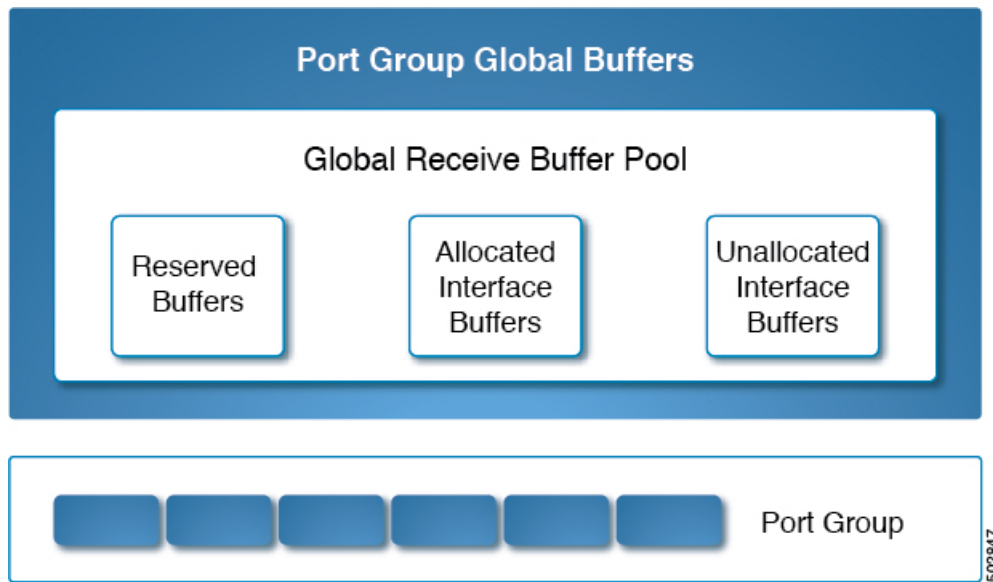 Port Group Global Buffers
Global Receive Buffer Pool
Reserved
Buffers
Allocated
Interface
Buffers
Unallocated
Interface
Buffers
Port Group